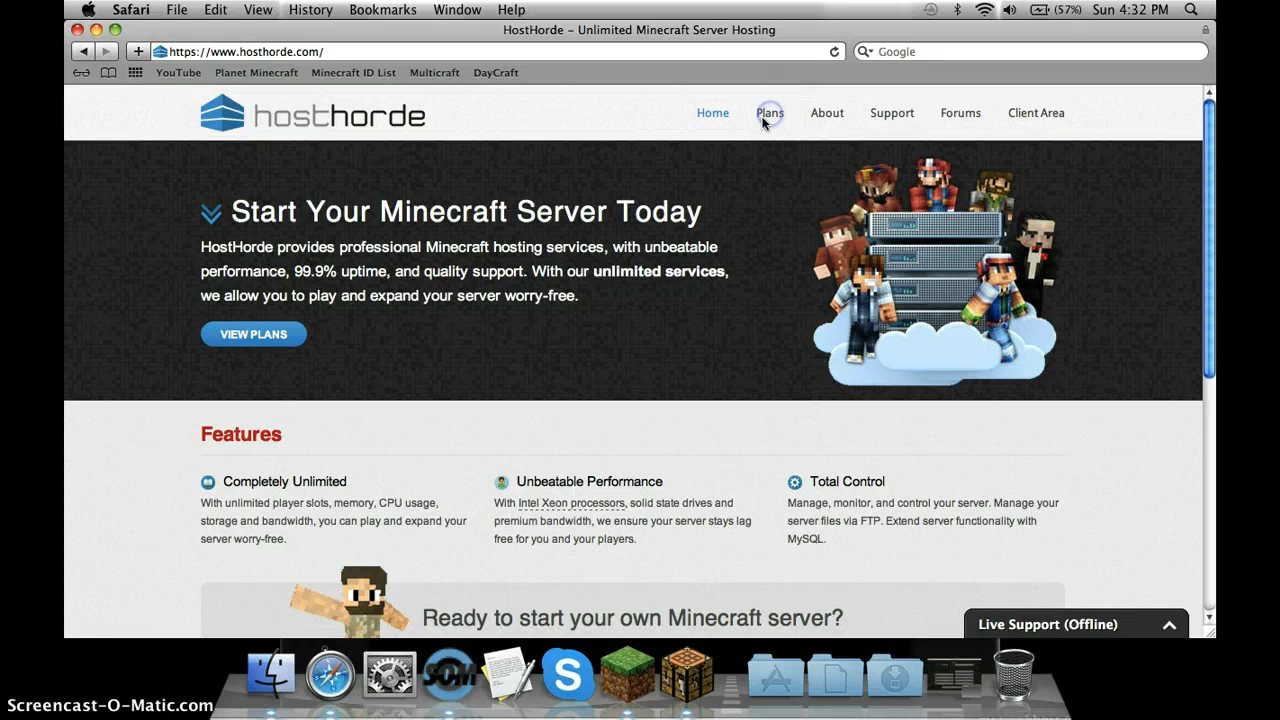 Safari File Edit View History Bookmarks Window Help (57%) Sun 4:32 PM
HostHorde – Unlimited Minecraft Server Hosting
https://www.hosthorde.com/ Google
YouTube Planet Minecraft Minecraft ID List Multicraft DayCraft
hosthorde Home Plans About Support Forums Client Area
Start Your Minecraft Server Today
HostHorde provides professional Minecraft hosting services, with unbeatable
performance, 99.9% uptime, and quality support. With our unlimited services,
we allow you to play and expand your server worry-free.
VIEW PLANS
Features
Completely Unlimited
With unlimited player slots, memory, CPU usage,
storage and bandwidth, you can play and expand your
server worry-free.
Unbeatable Performance
With Intel Xeon processors, solid state drives and
premium bandwidth, we ensure your server stays lag
free for you and your players.
Total Control
Manage, monitor, and control your server. Manage your
server files via FTP. Extend server functionality with
MySQL.
Ready to start your own Minecraft server?
Live Support (Offline)
SOM
S
Screencast-O-Matic.com